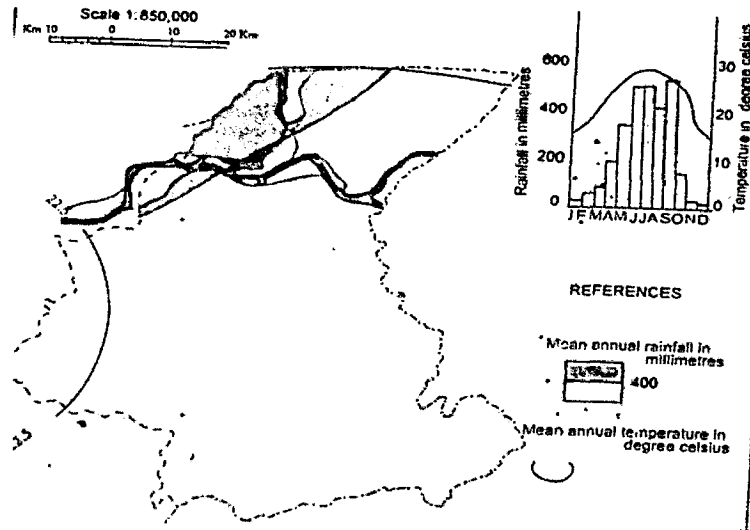 Scale 1:850,000
Km 10 0 10 20 Km
600
400
200
0
Rainfall in millimetres
30
20
10
0
Temperature in degree celsius
J F M A M J J A S O N D
REFERENCES
Mean annual rainfall in
millimetres
400
Mean annual temperature in
degree celsius